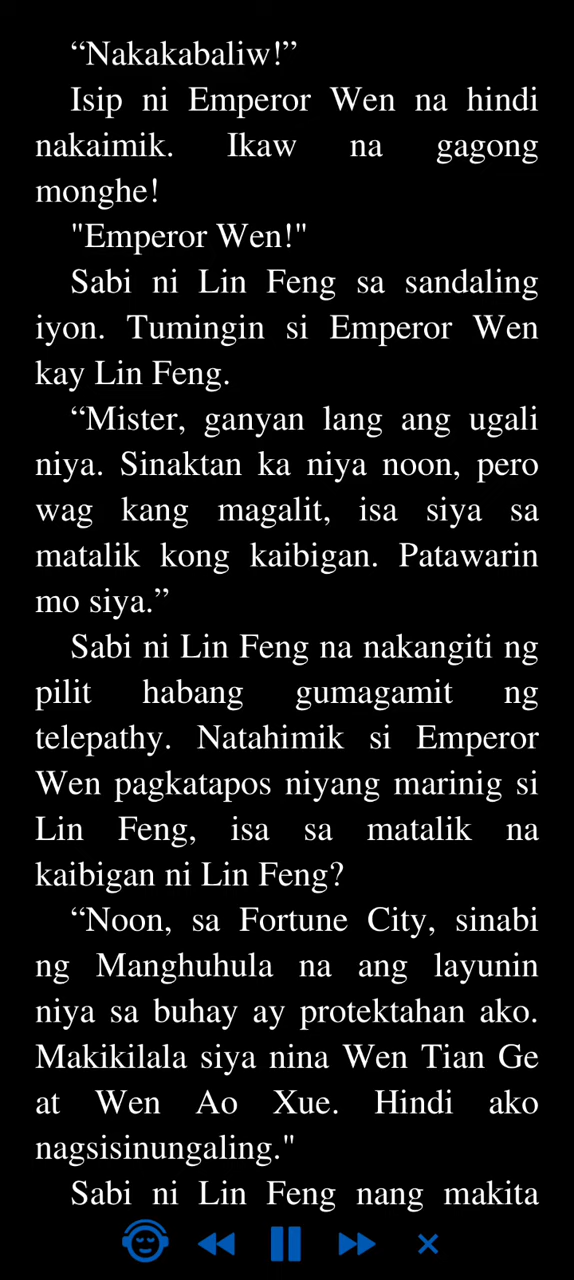 “Nakakabaliw!”
Isip ni Emperor Wen na hindi
nakaimik. Ikaw na gagong
monghe!
"Emperor Wen!"
Sabi ni Lin Feng sa sandaling
iyon. Tumingin si Emperor Wen
kay Lin Feng.
“Mister, ganyan lang ang ugali
niya. Sinaktan ka niya noon, pero
wag kang magalit, isa siya sa
matalik kong kaibigan. Patawarin
mo siya.”
Sabi ni Lin Feng na nakangiti ng
pilit habang gumagamit ng
telepathy. Natahimik si Emperor
Wen pagkatapos niyang marinig si
Lin Feng, isa sa matalik na
kaibigan ni Lin Feng?
“Noon, sa Fortune City, sinabi
ng Manghuhula na ang layunin
niya sa buhay ay protektahan ako.
Makikilala siya nina Wen Tian Ge
at Wen Ao Xue. Hindi ako
nagsisinungaling."
Sabi ni Lin Feng nang makita